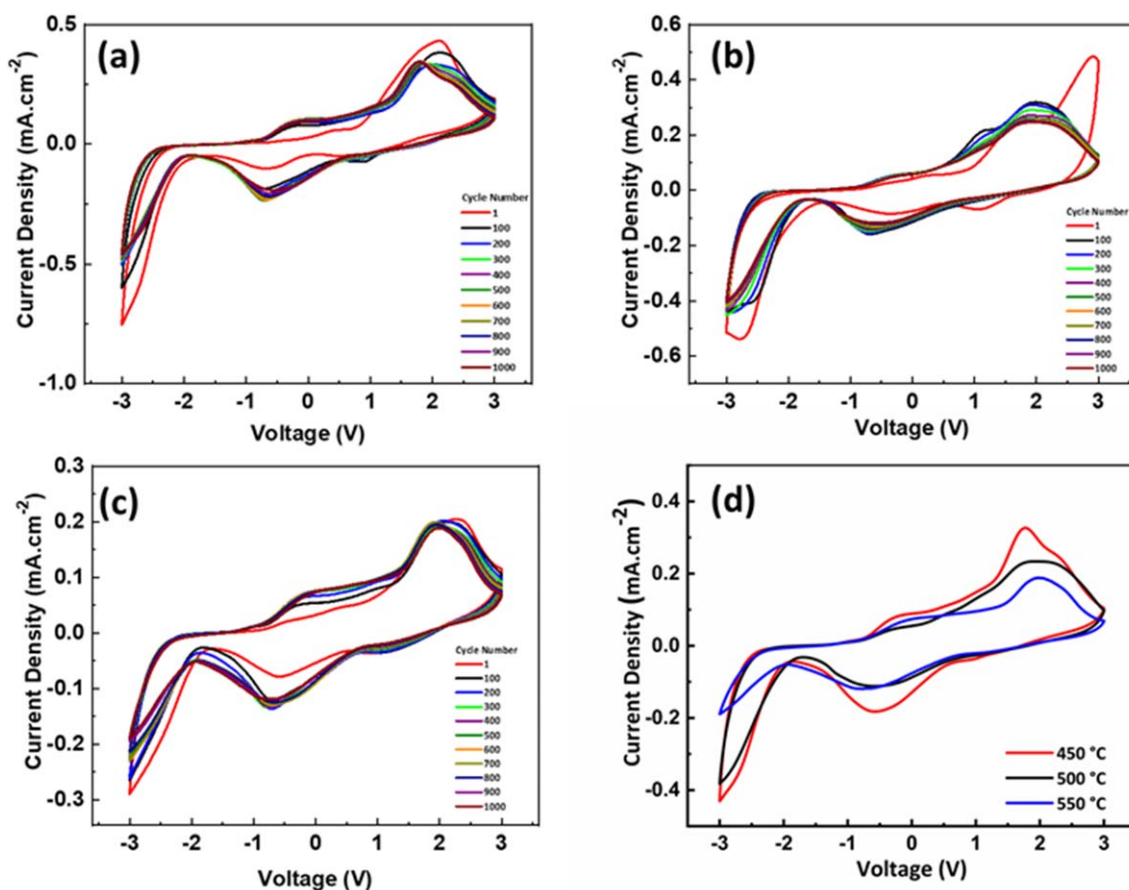 (a)
Current Density (mA.cm-2)
0.5
0.0
-0.5
-1.0
-3 -2 -1 0 1 2 3
Voltage (V)
Cycle Number
1
100
200
300
400
500
600
700
800
900
1000
(b)
Current Density (mA.cm-2)
0.6
0.4
0.2
0.0
-0.2
-0.4
-0.6
-3 -2 -1 0 1 2 3
Voltage (V)
Cycle Number
1
100
200
300
400
500
600
700
800
900
1000
(c)
Current Density (mA.cm-2)
0.3
0.2
0.1
0.0
-0.1
-0.2
-0.3
-3 -2 -1 0 1 2 3
Voltage (V)
Cycle Number
1
100
200
300
400
500
600
700
800
900
1000
(d)
Current Density (mA.cm-2)
0.4
0.2
0.0
-0.2
-0.4
-3 -2 -1 0 1 2 3
Voltage (V)
450 °C
500 °C
550 °C